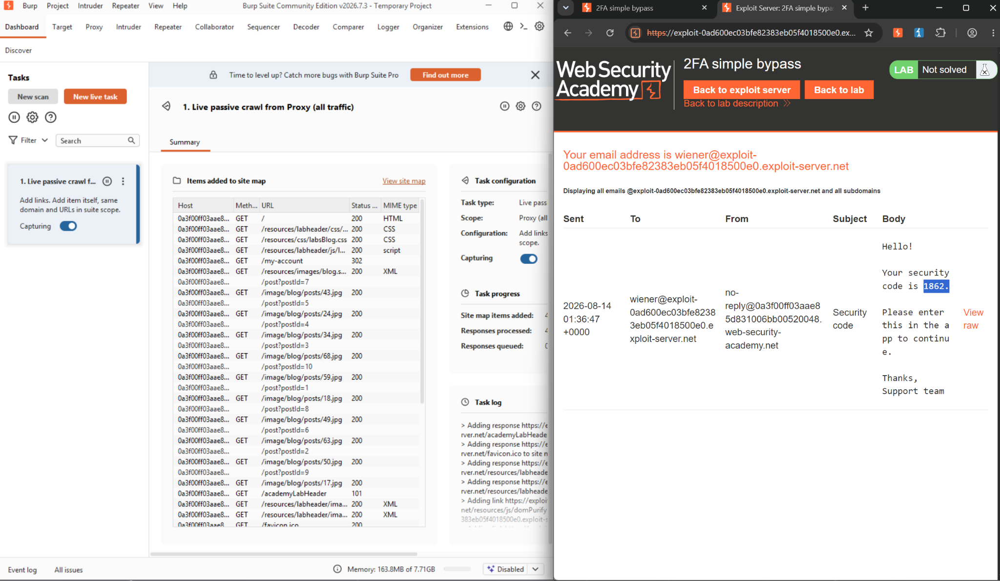 Burp Project Intruder Repeater View Help
Burp Suite Community Edition v2026.7.3 - Temporary Project
Dashboard Target Proxy Intruder Repeater Collaborator Sequencer Decoder Comparer Logger Organizer Extensions
Discover
Tasks
New scan
New live task
Filter
Search
1. Live passive crawl f...
Add links. Add item itself, same
domain and URLs in suite scope.
Capturing
Time to level up? Catch more bugs with Burp Suite Pro
Find out more
1. Live passive crawl from Proxy (all traffic)
Summary
Items added to site map
View site map
Host Meth... URL Status ... MIME type
0a3f00ff03aae8... GET / 200 HTML
0a3f00ff03aae8... GET /resources/labheader/css/... 200 CSS
0a3f00ff03aae8... GET /resources/css/labsBlog.css 200 CSS
0a3f00ff03aae8... GET /resources/labheader/js/l... 200 script
0a3f00ff03aae8... GET /my-account 302
0a3f00ff03aae8... GET /resources/images/blog.s... 200 XML
0a3f00ff03aae8... /post?postId=7
0a3f00ff03aae8... GET /image/blog/posts/43.jpg 200
0a3f00ff03aae8... /post?postId=5
0a3f00ff03aae8... GET /image/blog/posts/24.jpg 200
0a3f00ff03aae8... /post?postId=4
0a3f00ff03aae8... GET /image/blog/posts/34.jpg 200
0a3f00ff03aae8... /post?postId=3
0a3f00ff03aae8... GET /image/blog/posts/68.jpg 200
0a3f00ff03aae8... /post?postId=10
0a3f00ff03aae8... GET /image/blog/posts/59.jpg 200
0a3f00ff03aae8... /post?postId=1
0a3f00ff03aae8... GET /image/blog/posts/18.jpg 200
0a3f00ff03aae8... /post?postId=8
0a3f00ff03aae8... GET /image/blog/posts/49.jpg 200
0a3f00ff03aae8... /post?postId=6
0a3f00ff03aae8... GET /image/blog/posts/63.jpg 200
0a3f00ff03aae8... /post?postId=2
0a3f00ff03aae8... GET /image/blog/posts/50.jpg 200
0a3f00ff03aae8... /post?postId=9
0a3f00ff03aae8... GET /image/blog/posts/17.jpg 200
0a3f00ff03aae8... GET /academyLabHeader 101
0a3f00ff03aae8... GET /resources/labheader/ima... 200 XML
0a3f00ff03aae8... GET /resources/labheader/ima... 200 XML
0a3f00ff03aae8... GET /favicon.ico 200
Task configuration
Task type: Live pass
Scope: Proxy (all
Configuration: Add links
scope.
Capturing
Task progress
Site map items added: 4
Responses processed: 4
Responses queued: 0
Task log
> Adding response https://e
rver.net/academyLabHeade
> Adding response https://e
rver.net/favicon.ico to site n
> Adding response https://e
rver.net/resources/labheade
> Adding response https://e
rver.net/resources/labheade
> Adding link https://exploi
net/resources/js/domPurify
383eb05f4018500e0.exploit-s
Event log All issues
Memory: 163.8MB of 7.71GB
Disabled
2FA simple bypass
Exploit Server: 2FA simple bypa
https://exploit-0ad600ec03bfe82383eb05f4018500e0.ex...
WebSecurity
Academy
2FA simple bypass
Back to exploit server
Back to lab
Back to lab description
LAB Not solved
Your email address is wiener@exploit-
0ad600ec03bfe82383eb05f4018500e0.exploit-server.net
Displaying all emails @exploit-0ad600ec03bfe82383eb05f4018500e0.exploit-server.net and all subdomains
Sent To From Subject Body
2026-08-14
01:36:47
+0000
wiener@exploit-
0ad600ec03bfe8238
3eb05f4018500e0.e
xploit-server.net
no-
reply@0a3f00ff03aae8
5d831006bb00520048.
web-security-
academy.net
Security
code
Hello!
Your security
code is 1862.
Please enter
this in the a
pp to continu
e.
Thanks,
Support team
View
raw